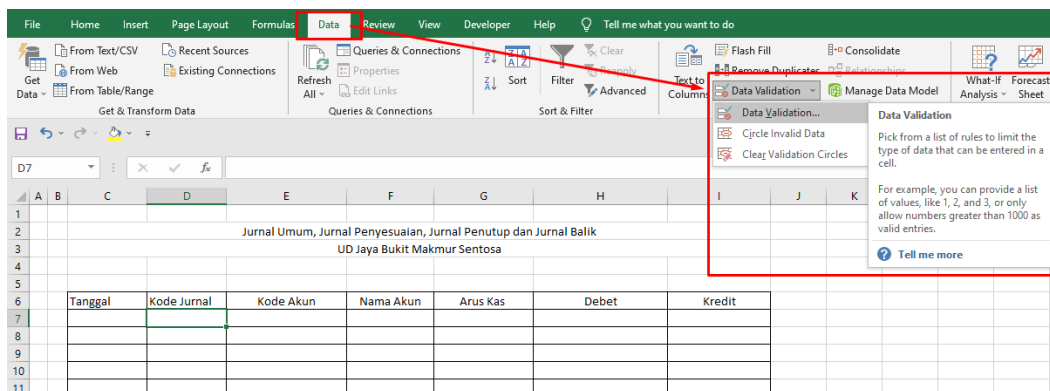 File Home Insert Page Layout Formulas Data Review View Developer Help Tell me what you want to do
Get Data
From Text/CSV
From Web
From Table/Range
Recent Sources
Existing Connections
Get & Transform Data
Refresh All
Queries & Connections
Properties
Edit Links
Queries & Connections
Sort
Filter
Clear
Reapply
Advanced
Sort & Filter
Text to Columns
Flash Fill
Remove Duplicates
Data Validation
Consolidate
Relationships
Manage Data Model
What-If Analysis
Forecast Sheet
Data Validation...
Circle Invalid Data
Clear Validation Circles
Data Validation
Pick from a list of rules to limit the
type of data that can be entered in a
cell.
For example, you can provide a list
of values, like 1, 2, and 3, or only
allow numbers greater than 1000 as
valid entries.
Tell me more
D7 fx
A B C D E F G H I J K
1
2 Jurnal Umum, Jurnal Penyesuaian, Jurnal Penutup dan Jurnal Balik
3 UD Jaya Bukit Makmur Sentosa
4
5
6 Tanggal Kode Jurnal Kode Akun Nama Akun Arus Kas Debet Kredit
7
8
9
10
11